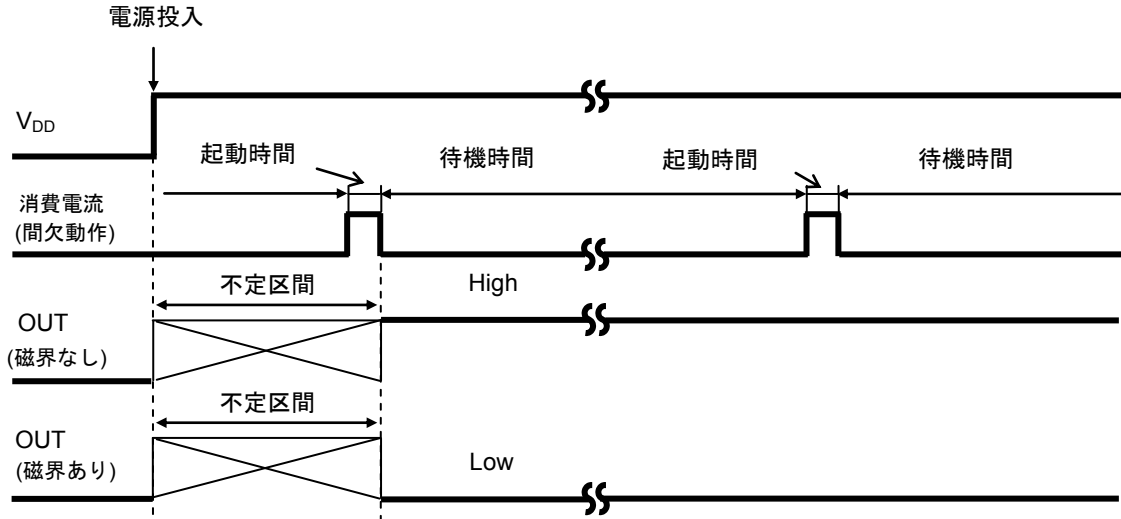 電源投入
VDD
起動時間 待機時間 起動時間 待機時間
消費電流
(間欠動作)
不定区間 High
OUT
(磁界なし)
不定区間
OUT
(磁界あり)
Low